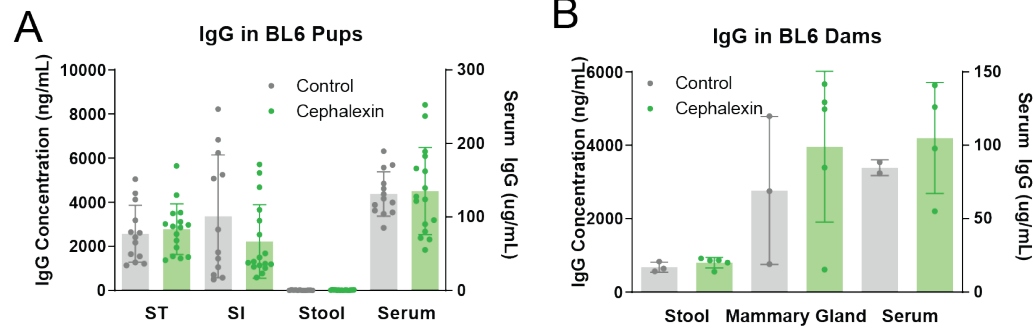 A
IgG in BL6 Pups
IgG Concentration (ng/mL)
10000
8000
6000
4000
2000
0
Control
Cephalexin
300
200
100
0
Serum IgG (ug/mL)
ST SI Stool Serum
B
IgG in BL6 Dams
IgG Concentration (ng/mL)
6000
4000
2000
0
Control
Cephalexin
150
100
50
0
Serum IgG (ug/mL)
Stool Mammary Gland Serum